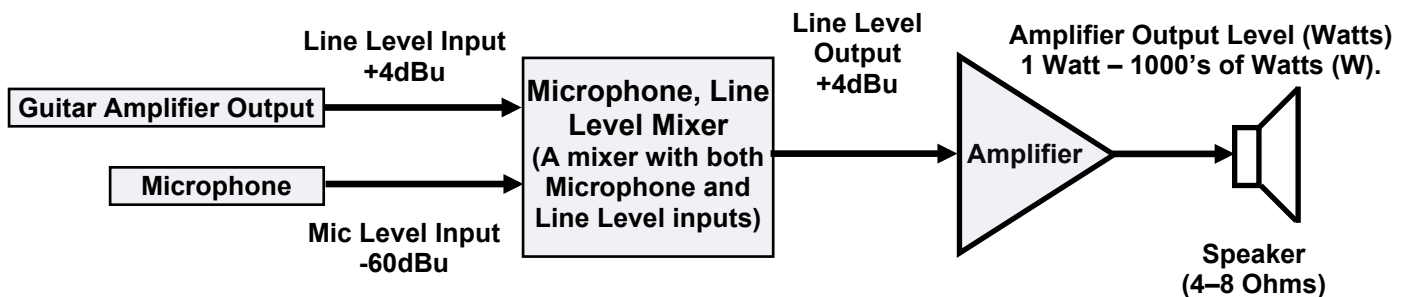 Line Level Input
+4dBu
Guitar Amplifier Output
Microphone
Mic Level Input
-60dBu
Microphone, Line
Level Mixer
(A mixer with both
Microphone and
Line Level inputs)
Line Level
Output
+4dBu
Amplifier
Amplifier Output Level (Watts)
1 Watt – 1000's of Watts (W).
Speaker
(4–8 Ohms)